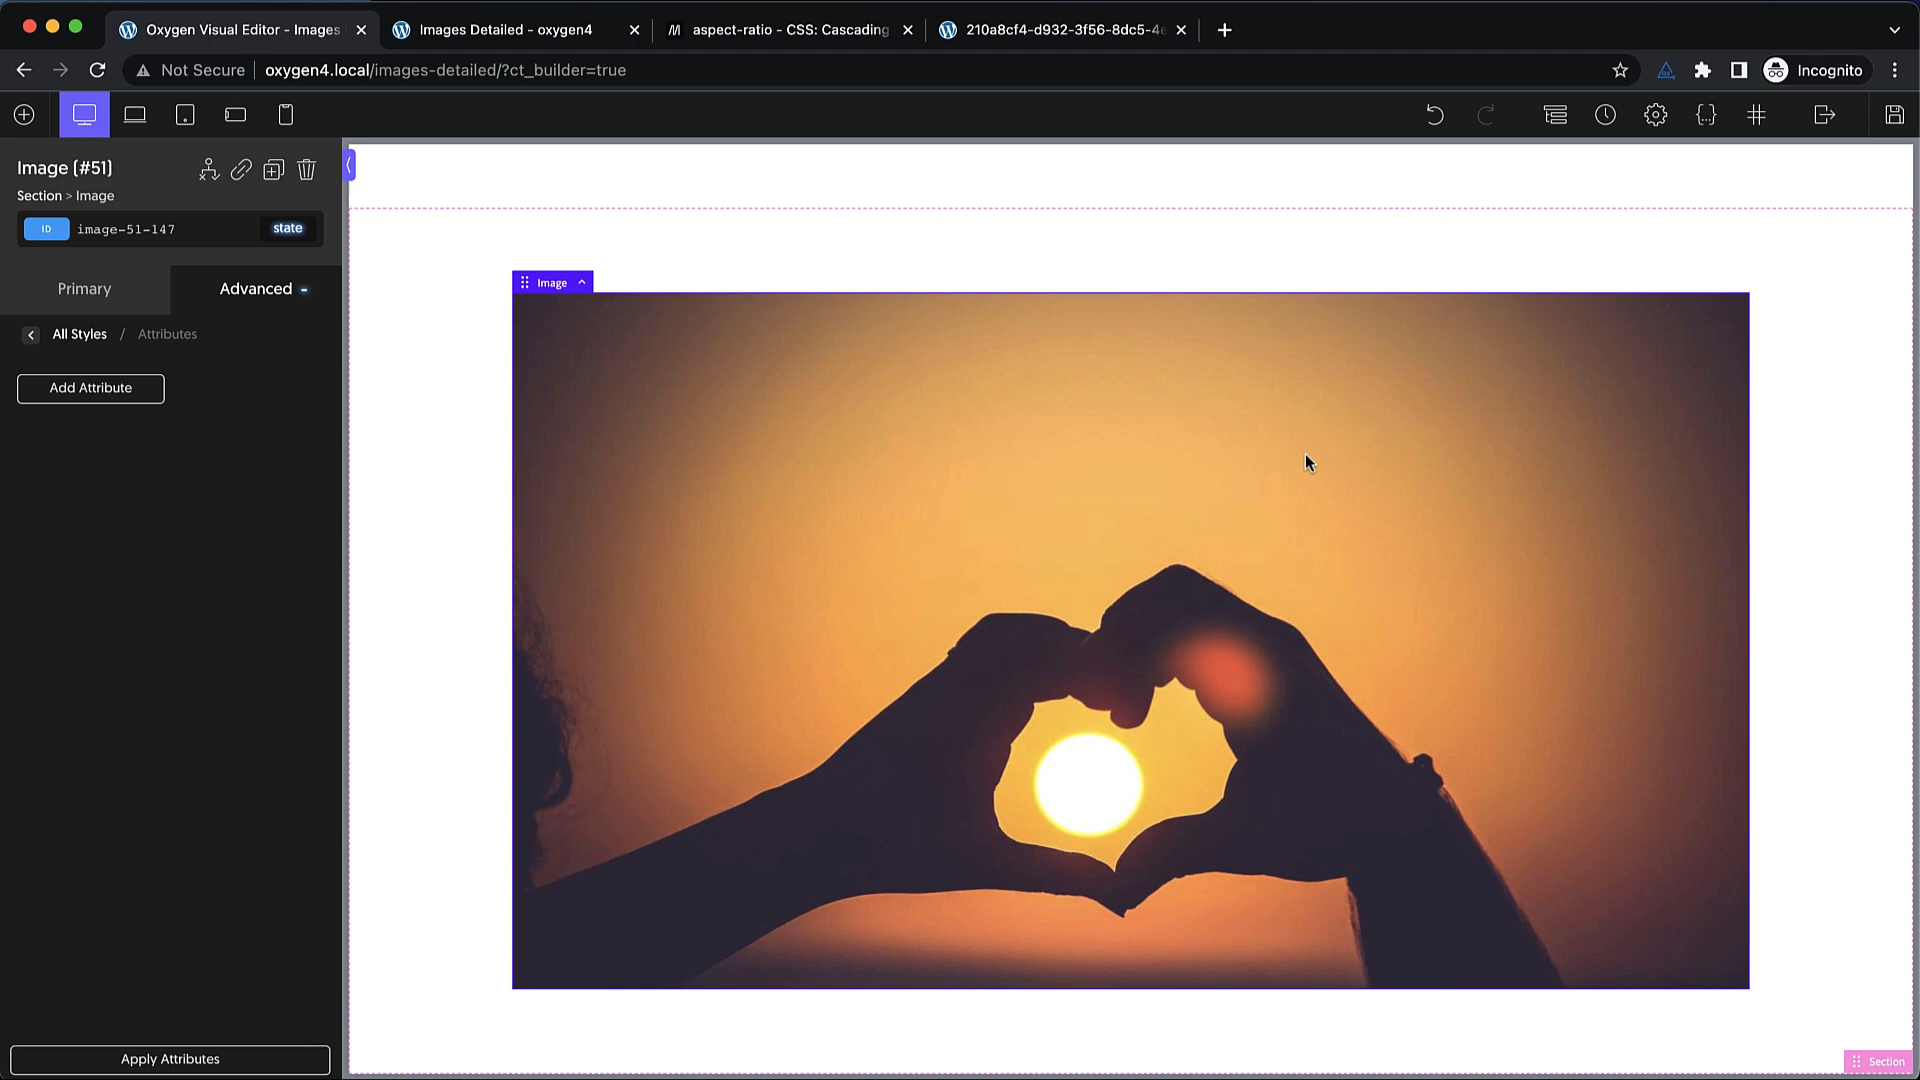 Oxygen Visual Editor - Images
Images Detailed - oxygen4
aspect-ratio - CSS: Cascading
210a8cf4-d932-3f56-8dc5-4e
Not Secure
oxygen4.local/images-detailed/?ct_builder=true
Incognito
Image (#51)
Section > Image
ID
image-51-147
state
Primary
Advanced
All Styles / Attributes
Add Attribute
Apply Attributes
Image
Section